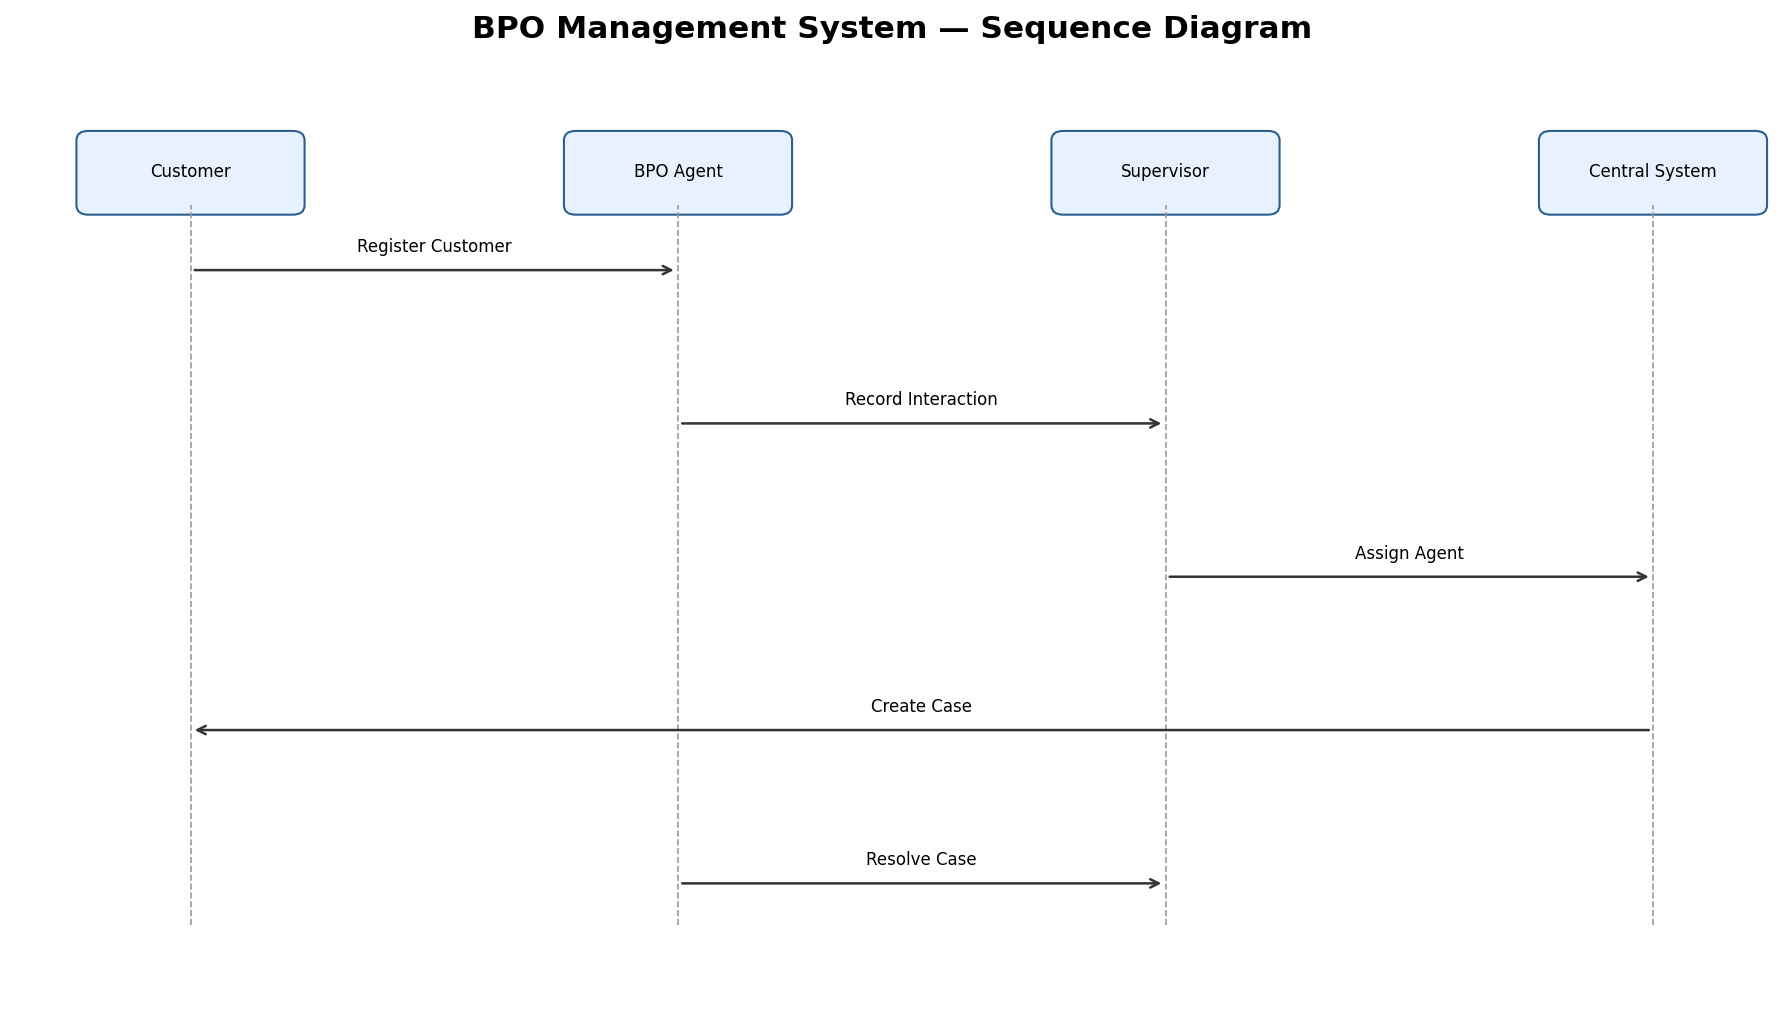 BPO Management System — Sequence Diagram
Customer
BPO Agent
Supervisor
Central System
Register Customer
Record Interaction
Assign Agent
Create Case
Resolve Case